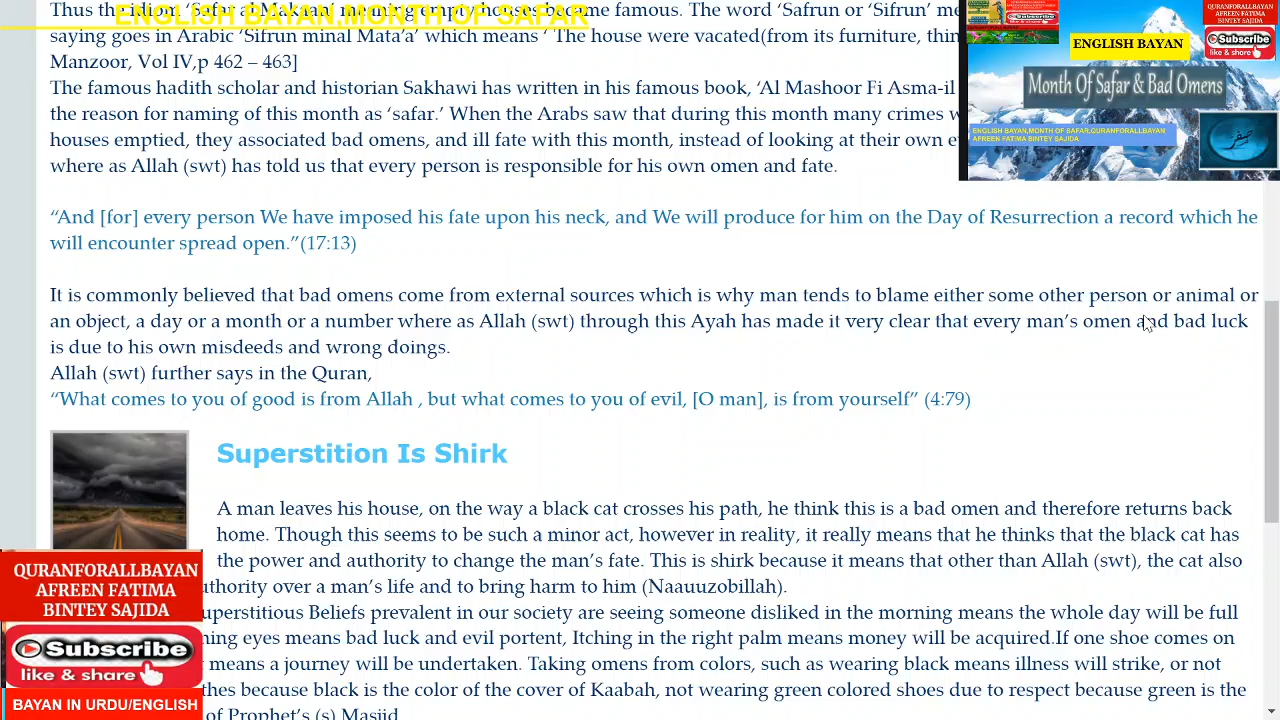 ENGLISH BAYAN,MONTH OF SAFAR
Thus the idiom 'Safar al Makan' meaning empty houses became famous. The word 'Safrun or 'Sifrun' me
saying goes in Arabic 'Sifrun min al Mata'a' which means ' The house were vacated(from its furniture, thin
Manzoor, Vol IV,p 462 – 463]
The famous hadith scholar and historian Sakhawi has written in his famous book, 'Al Mashoor Fi Asma-il
the reason for naming of this month as 'safar.' When the Arabs saw that during this month many crimes w
houses emptied, they associated bad omens, and ill fate with this month, instead of looking at their own e
where as Allah (swt) has told us that every person is responsible for his own omen and fate.
"And [for] every person We have imposed his fate upon his neck, and We will produce for him on the Day of Resurrection a record which he
will encounter spread open."(17:13)
It is commonly believed that bad omens come from external sources which is why man tends to blame either some other person or animal or
an object, a day or a month or a number where as Allah (swt) through this Ayah has made it very clear that every man's omen and bad luck
is due to his own misdeeds and wrong doings.
Allah (swt) further says in the Quran,
"What comes to you of good is from Allah , but what comes to you of evil, [O man], is from yourself" (4:79)
Superstition Is Shirk
A man leaves his house, on the way a black cat crosses his path, he think this is a bad omen and therefore returns back
home. Though this seems to be such a minor act, however in reality, it really means that he thinks that the black cat has
the power and authority to change the man's fate. This is shirk because it means that other than Allah (swt), the cat also
uthority over a man's life and to bring harm to him (Naauuzobillah).
uperstitious Beliefs prevalent in our society are seeing someone disliked in the morning means the whole day will be full
ning eyes means bad luck and evil portent, Itching in the right palm means money will be acquired.If one shoe comes on
means a journey will be undertaken. Taking omens from colors, such as wearing black means illness will strike, or not
thes because black is the color of the cover of Kaabah, not wearing green colored shoes due to respect because green is the
of Prophet's (s) Masjid
ENGLISH BAYAN
Month Of Safar & Bad Omens
ENGLISH BAYAN,MONTH OF SAFAR,QURANFORALLBAYAN
AFREEN FATIMA BINTEY SAJIDA
QURANFORALLBAYAN
AFREEN FATIMA
BINTEY SAJIDA
Subscribe
like & share
صفر
QURANFORALLBAYAN
AFREEN FATIMA
BINTEY SAJIDA
Subscribe
like & share
BAYAN IN URDU/ENGLISH